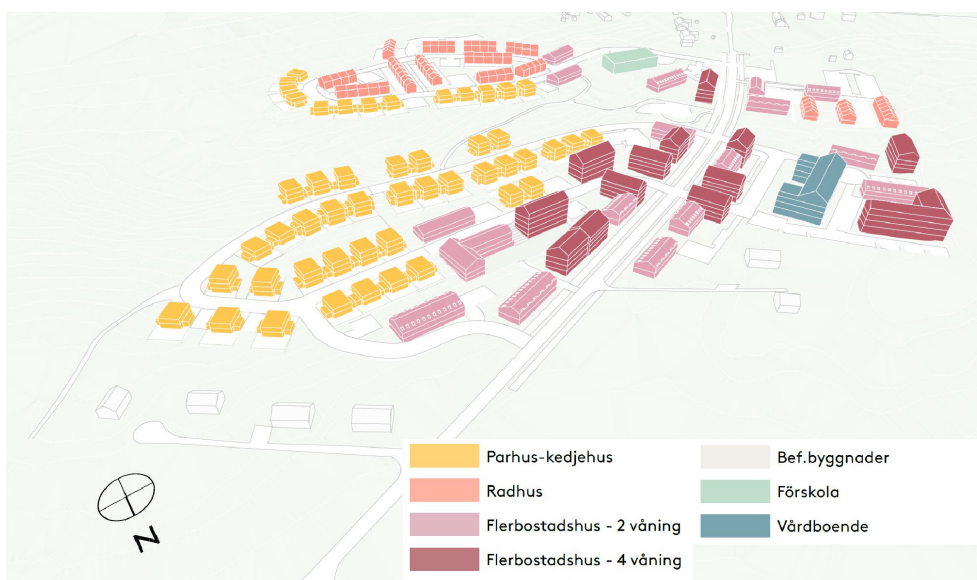 N
Parhus-kedjehus
Radhus
Flerbostadshus - 2 våning
Flerbostadshus - 4 våning
Bef.byggnader
Förskola
Vårdboende